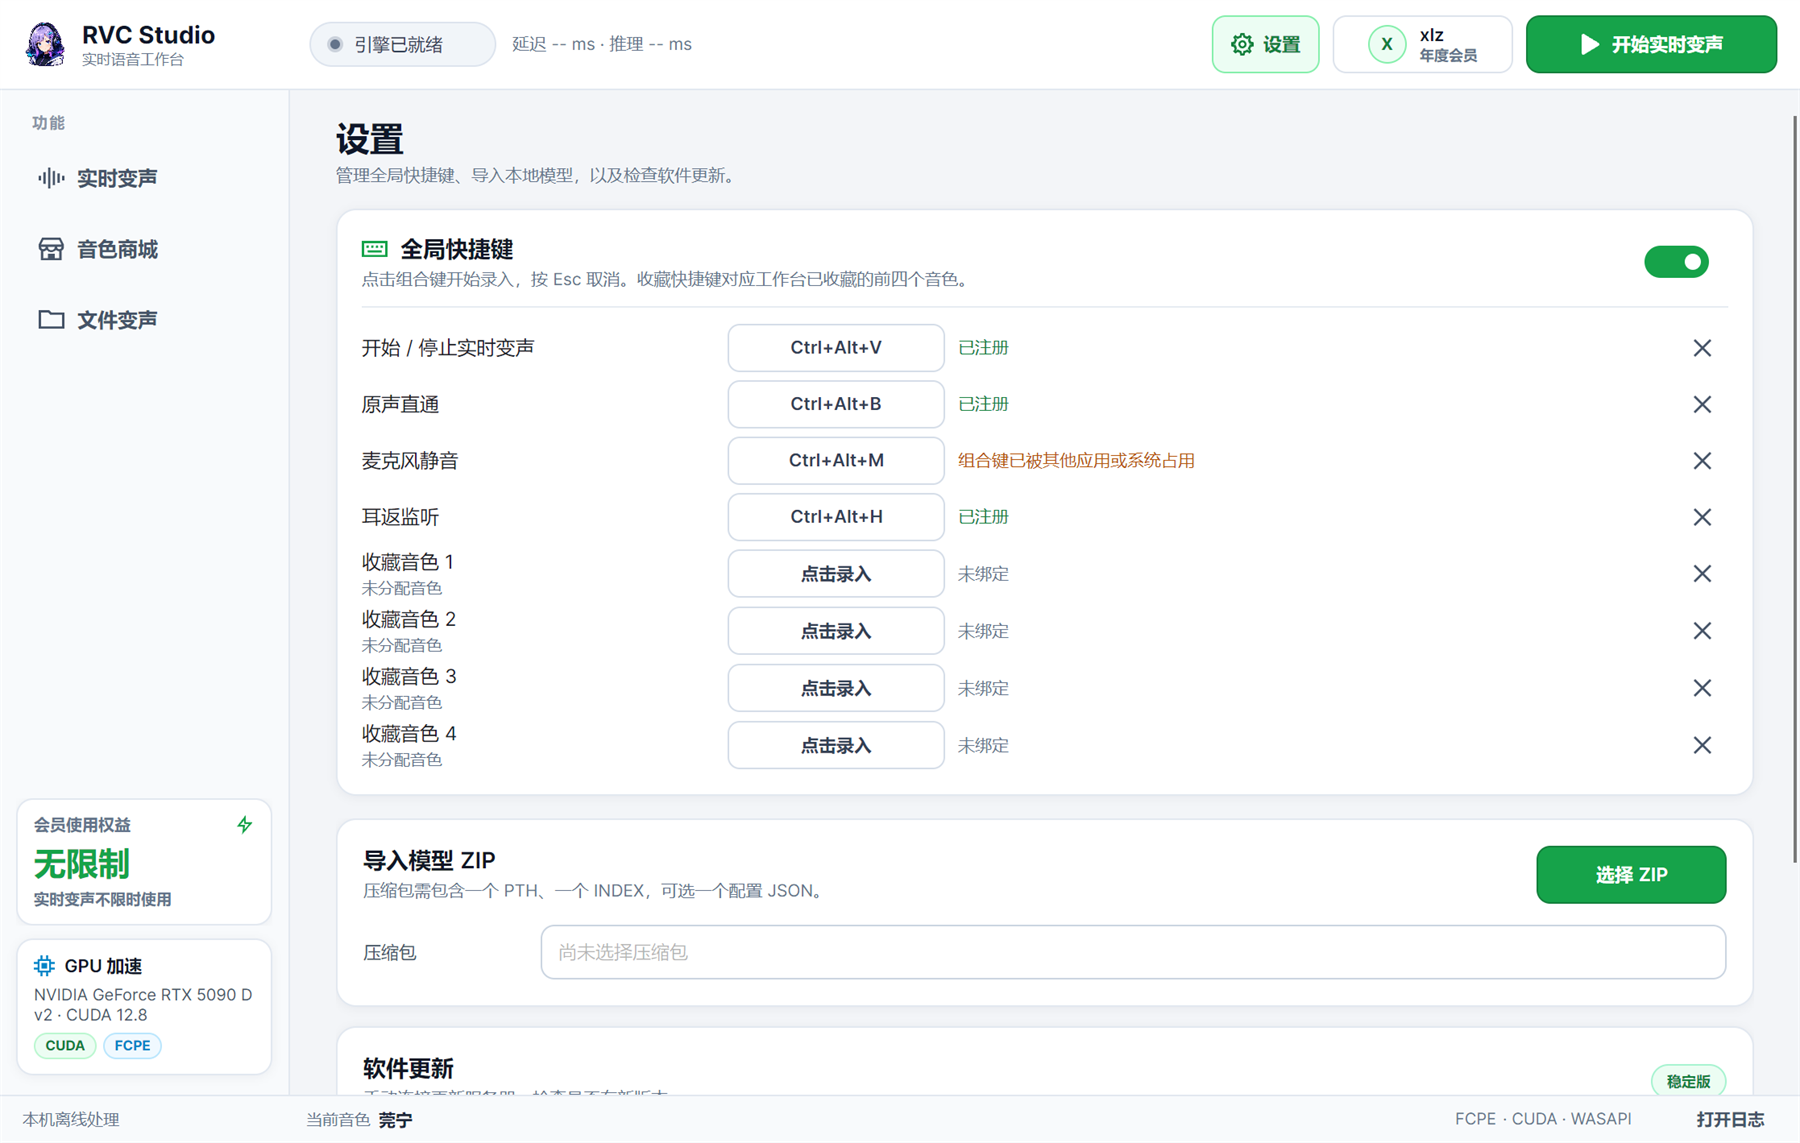 RVC Studio
实时语音工作台
引擎已就绪
延迟 -- ms · 推理 -- ms
设置
X
xlz
年度会员
开始实时变声
功能
实时变声
音色商城
文件变声
会员使用权益
无限制
实时变声不限时使用
GPU 加速
NVIDIA GeForce RTX 5090 D
v2 · CUDA 12.8
CUDA
FCPE
设置
管理全局快捷键、导入本地模型，以及检查软件更新。
全局快捷键
点击组合键开始录入，按 Esc 取消。收藏快捷键对应工作台已收藏的前四个音色。
开始 / 停止实时变声
Ctrl+Alt+V
已注册
原声直通
Ctrl+Alt+B
已注册
麦克风静音
Ctrl+Alt+M
组合键已被其他应用或系统占用
耳返监听
Ctrl+Alt+H
已注册
收藏音色 1
未分配音色
点击录入
未绑定
收藏音色 2
未分配音色
点击录入
未绑定
收藏音色 3
未分配音色
点击录入
未绑定
收藏音色 4
未分配音色
点击录入
未绑定
导入模型 ZIP
压缩包需包含一个 PTH、一个 INDEX，可选一个配置 JSON。
选择 ZIP
压缩包
尚未选择压缩包
软件更新
稳定版
本机离线处理
当前音色 莞宁
FCPE · CUDA · WASAPI
打开日志